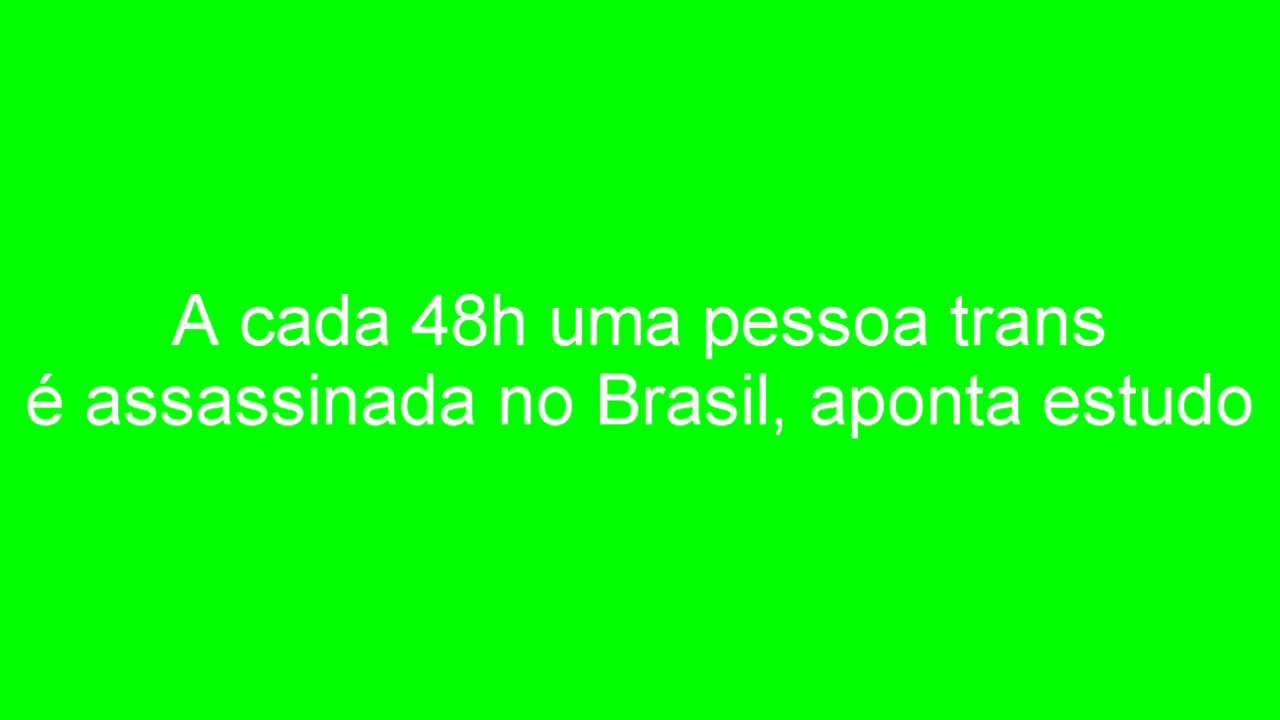 A cada 48h uma pessoa trans
é assassinada no Brasil, aponta estudo